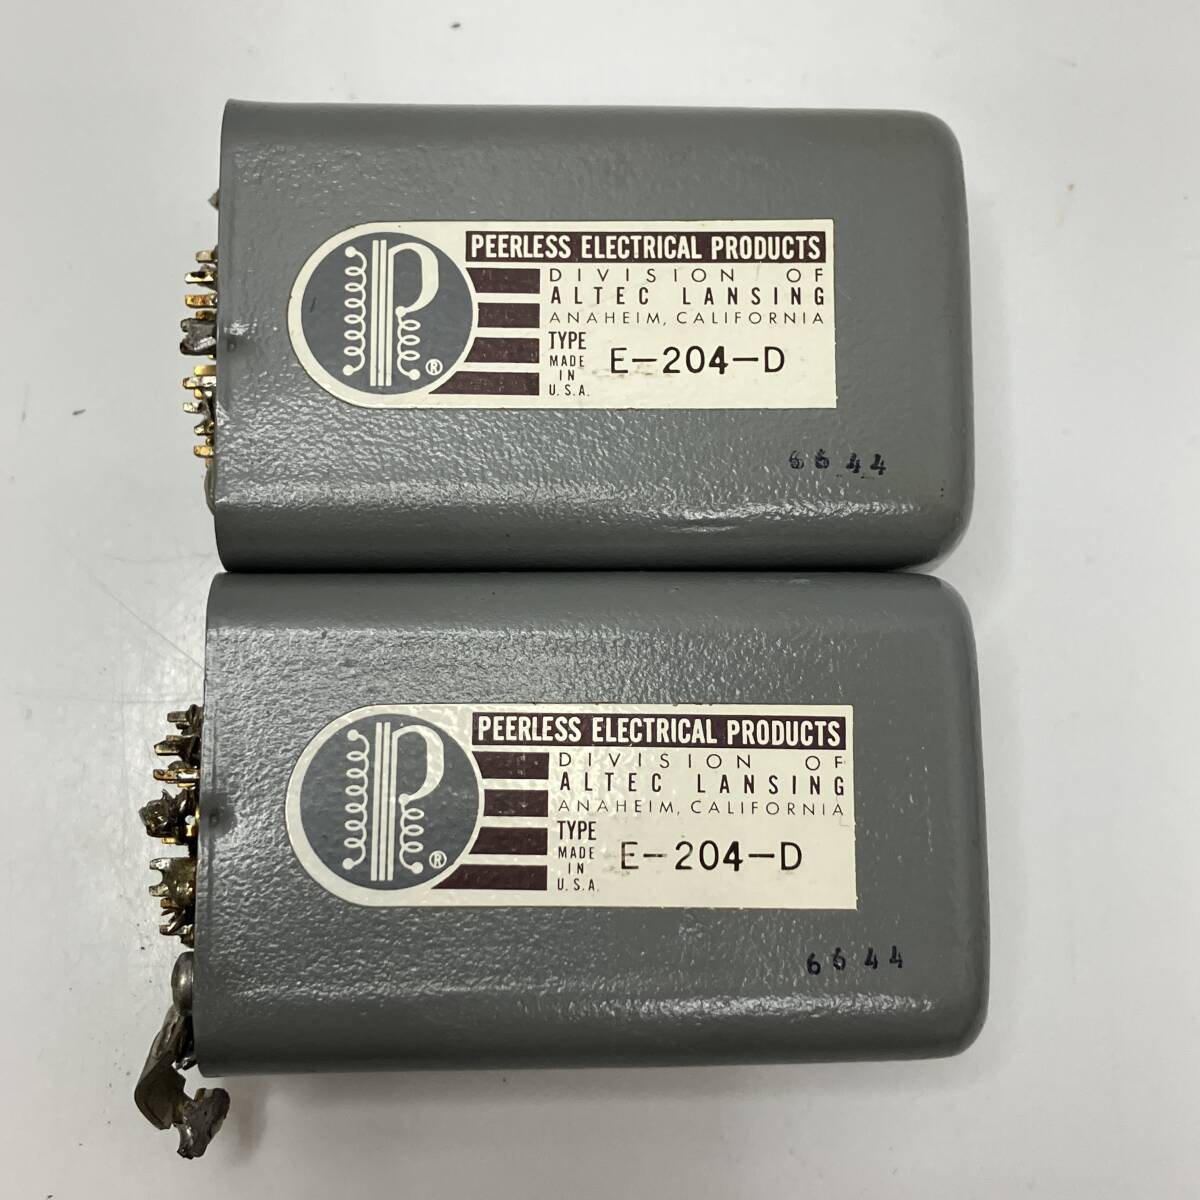 PEERLESS ELECTRICAL PRODUCTS
DIVISION OF
ALTEC LANSING
ANAHEIM, CALIFORNIA
TYPE E-204-D
MADE
IN
U.S.A.
P ®
6644
PEERLESS ELECTRICAL PRODUCTS
DIVISION OF
ALTEC LANSING
ANAHEIM, CALIFORNIA
TYPE E-204-D
MADE
IN
U.S.A.
P ®
6644